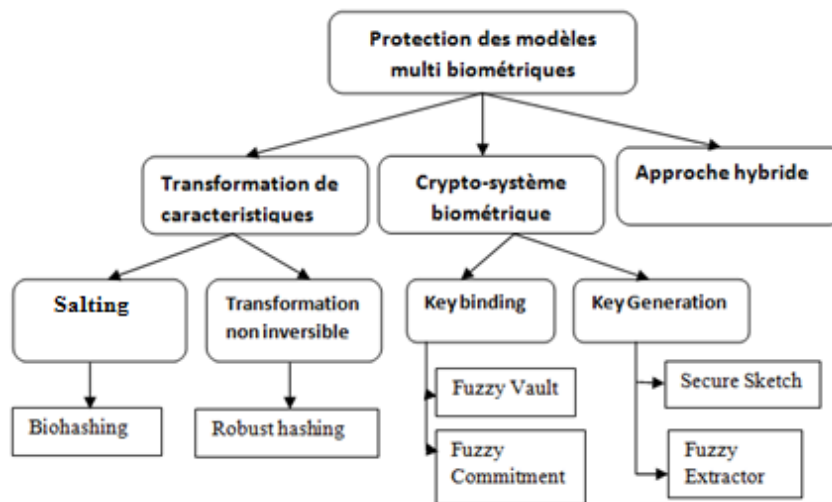 Protection des modèles
multi biométriques
Transformation de
caracteristiques
Crypto-système
biométrique
Approche hybride
Salting
Transformation
non inversible
Key binding
Key Generation
Biohashing
Robust hashing
Fuzzy Vault
Fuzzy
Commitment
Secure Sketch
Fuzzy
Extractor